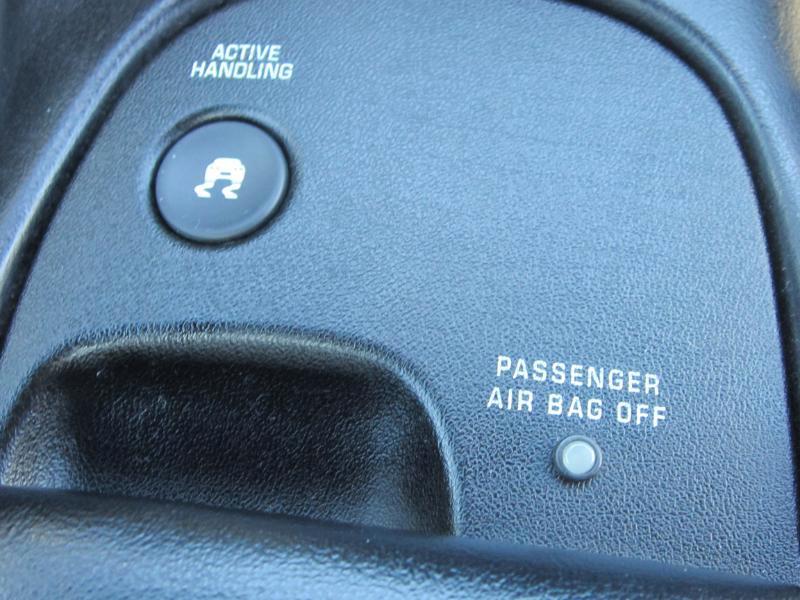 ACTIVE
HANDLING
PASSENGER
AIR BAG OFF